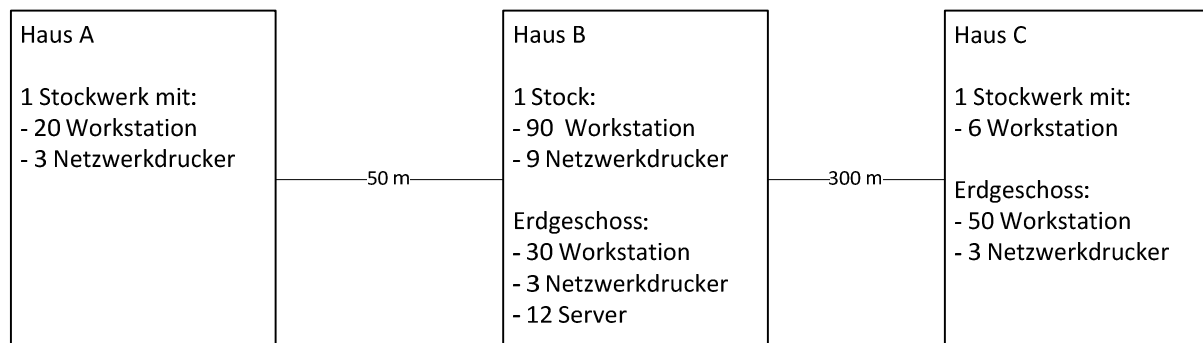 Haus A
1 Stockwerk mit:
- 20 Workstation
- 3 Netzwerkdrucker
50 m
Haus B
1 Stock:
- 90 Workstation
- 9 Netzwerkdrucker
Erdgeschoss:
- 30 Workstation
- 3 Netzwerkdrucker
- 12 Server
300 m
Haus C
1 Stockwerk mit:
- 6 Workstation
Erdgeschoss:
- 50 Workstation
- 3 Netzwerkdrucker